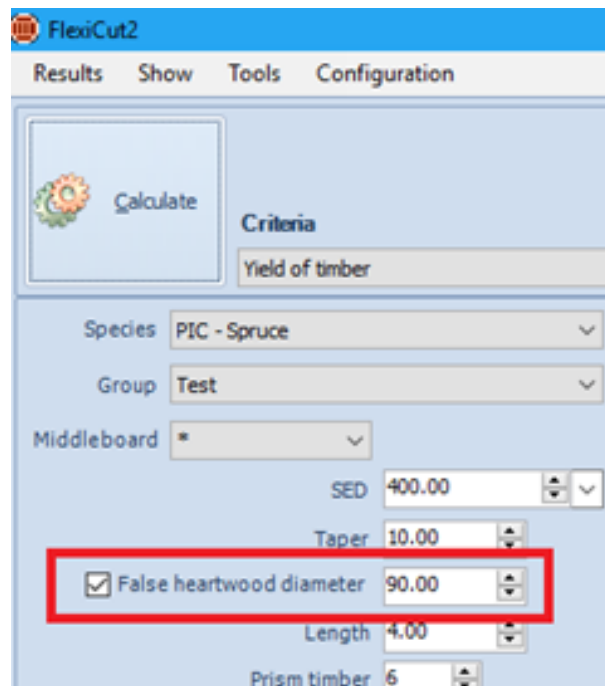 FlexiCut2
Results Show Tools Configuration
Calculate
Criteria
Yield of timber
Species PIC - Spruce
Group Test
Middleboard *
SED 400.00
Taper 10.00
False heartwood diameter 90.00
Length 4.00
Prism timber 6